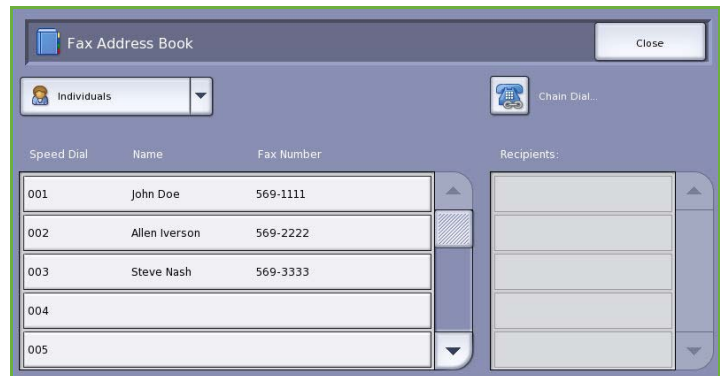 Fax Address Book
Close
Individuals
Chain Dial...
Speed Dial Name Fax Number
Recipients:
001 John Doe 569-1111
002 Allen Iverson 569-2222
003 Steve Nash 569-3333
004
005